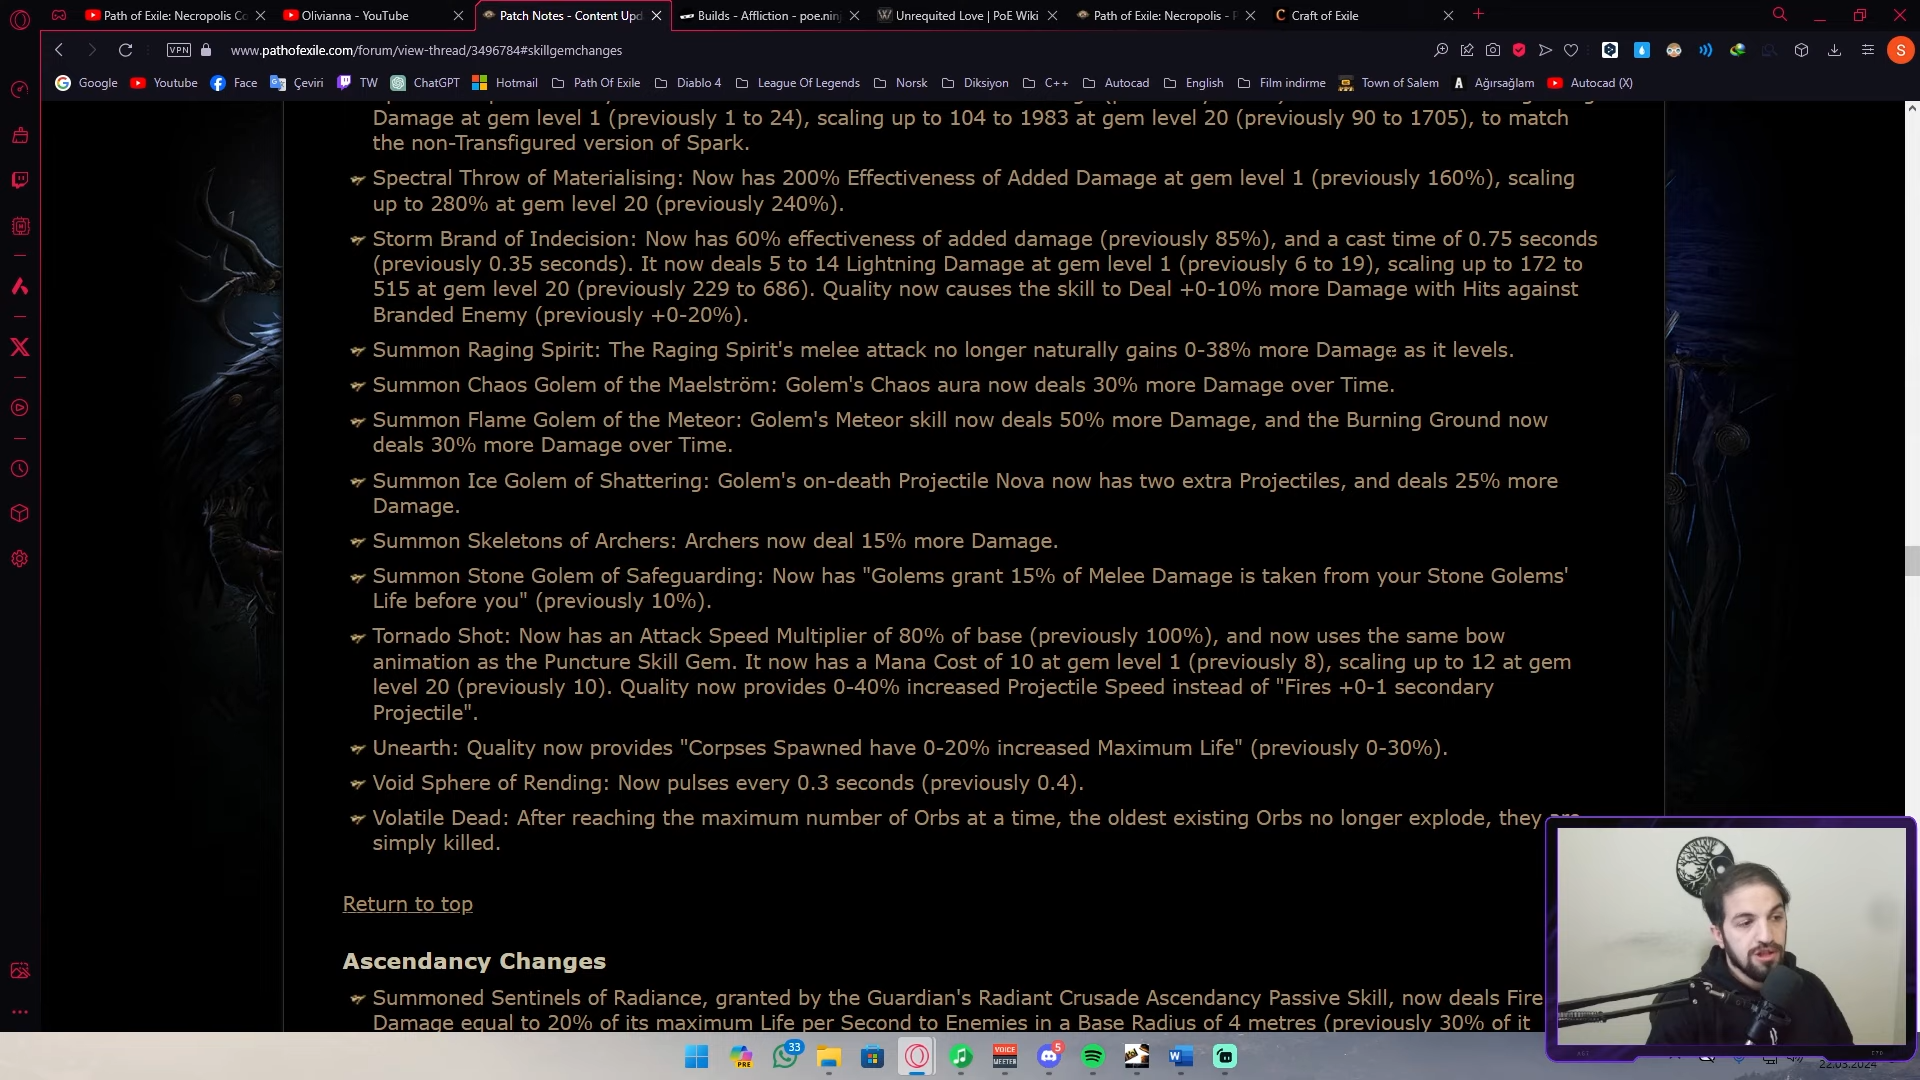 Path of Exile: Necropolis Co
Olivianna - YouTube
Patch Notes - Content Upd
Builds - Affliction - poe.ninj
Unrequited Love | PoE Wiki
Path of Exile: Necropolis - P
Craft of Exile
VPN
www.pathofexile.com/forum/view-thread/3496784#skillgemchanges
S
Google
Youtube
Face
Çeviri
TW
ChatGPT
Hotmail
Path Of Exile
Diablo 4
League Of Legends
Norsk
Diksiyon
C++
Autocad
English
Film indirme
Town of Salem
Ağırsağlam
Autocad (X)
Damage at gem level 1 (previously 1 to 24), scaling up to 104 to 1983 at gem level 20 (previously 90 to 1705), to match
the non-Transfigured version of Spark.
Spectral Throw of Materialising: Now has 200% Effectiveness of Added Damage at gem level 1 (previously 160%), scaling
up to 280% at gem level 20 (previously 240%).
Storm Brand of Indecision: Now has 60% effectiveness of added damage (previously 85%), and a cast time of 0.75 seconds
(previously 0.35 seconds). It now deals 5 to 14 Lightning Damage at gem level 1 (previously 6 to 19), scaling up to 172 to
515 at gem level 20 (previously 229 to 686). Quality now causes the skill to Deal +0-10% more Damage with Hits against
Branded Enemy (previously +0-20%).
Summon Raging Spirit: The Raging Spirit's melee attack no longer naturally gains 0-38% more Damage as it levels.
Summon Chaos Golem of the Maelström: Golem's Chaos aura now deals 30% more Damage over Time.
Summon Flame Golem of the Meteor: Golem's Meteor skill now deals 50% more Damage, and the Burning Ground now
deals 30% more Damage over Time.
Summon Ice Golem of Shattering: Golem's on-death Projectile Nova now has two extra Projectiles, and deals 25% more
Damage.
Summon Skeletons of Archers: Archers now deal 15% more Damage.
Summon Stone Golem of Safeguarding: Now has "Golems grant 15% of Melee Damage is taken from your Stone Golems'
Life before you" (previously 10%).
Tornado Shot: Now has an Attack Speed Multiplier of 80% of base (previously 100%), and now uses the same bow
animation as the Puncture Skill Gem. It now has a Mana Cost of 10 at gem level 1 (previously 8), scaling up to 12 at gem
level 20 (previously 10). Quality now provides 0-40% increased Projectile Speed instead of "Fires +0-1 secondary
Projectile".
Unearth: Quality now provides "Corpses Spawned have 0-20% increased Maximum Life" (previously 0-30%).
Void Sphere of Rending: Now pulses every 0.3 seconds (previously 0.4).
Volatile Dead: After reaching the maximum number of Orbs at a time, the oldest existing Orbs no longer explode, they are
simply killed.
Return to top
Ascendancy Changes
Summoned Sentinels of Radiance, granted by the Guardian's Radiant Crusade Ascendancy Passive Skill, now deals Fire
Damage equal to 20% of its maximum Life per Second to Enemies in a Base Radius of 4 metres (previously 30% of it
PRE
33
VOICE
MEETER
5
22.03.2024